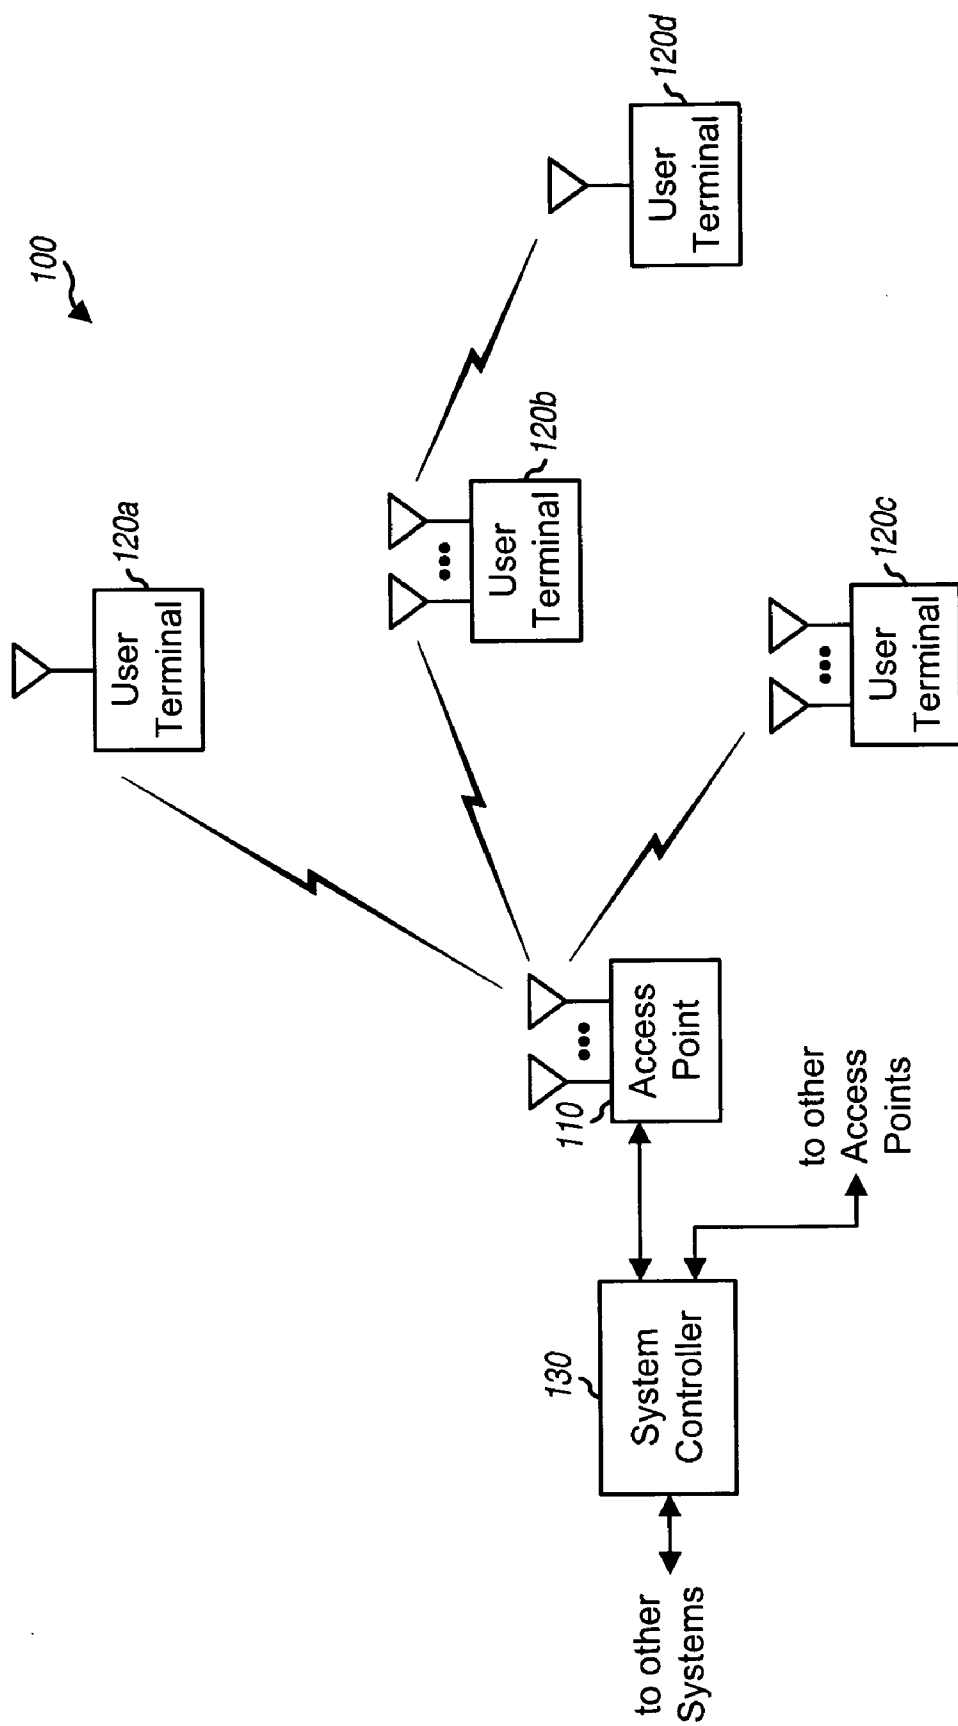 100
120a
User
Terminal
120b
User
Terminal
120d
User
Terminal
120c
User
Terminal
110
Access
Point
130
System
Controller
to other
Access
Points
to other
Systems